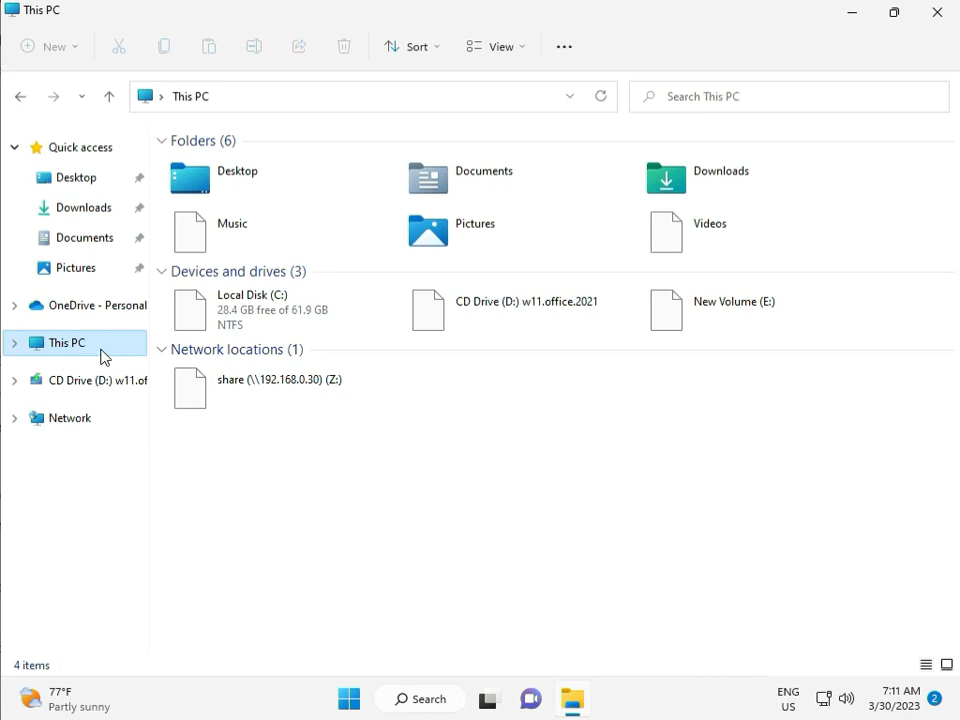 This PC
New
Sort
View
This PC
Search This PC
Quick access
Desktop
Downloads
Documents
Pictures
OneDrive - Personal
This PC
CD Drive (D:) w11.of
Network
Folders (6)
Desktop
Documents
Downloads
Music
Pictures
Videos
Devices and drives (3)
Local Disk (C:)
28.4 GB free of 61.9 GB
NTFS
CD Drive (D:) w11.office.2021
New Volume (E:)
Network locations (1)
share (\\192.168.0.30) (Z:)
4 items
77°F
Partly sunny
Search
ENG
US
7:11 AM
3/30/2023
2